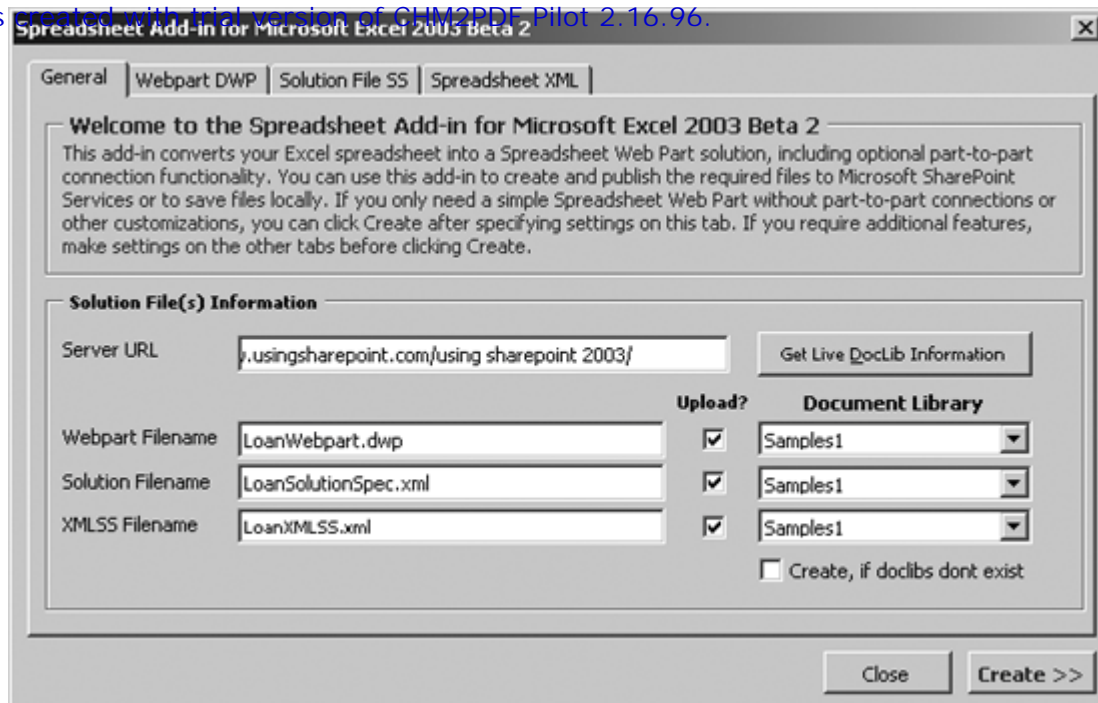 s created with trial version of CHM2PDF Pilot 2.16.96.
Spreadsheet Add-In for Microsoft Excel 2003 Beta 2
General Webpart DWP Solution File SS Spreadsheet XML
Welcome to the Spreadsheet Add-in for Microsoft Excel 2003 Beta 2
This add-in converts your Excel spreadsheet into a Spreadsheet Web Part solution, including optional part-to-part
connection functionality. You can use this add-in to create and publish the required files to Microsoft SharePoint
Services or to save files locally. If you only need a simple Spreadsheet Web Part without part-to-part connections or
other customizations, you can click Create after specifying settings on this tab. If you require additional features,
make settings on the other tabs before clicking Create.
Solution File(s) Information
Server URL .usingsharepoint.com/using sharepoint 2003/ Get Live DocLib Information
Upload? Document Library
Webpart Filename LoanWebpart.dwp Samples1
Solution Filename LoanSolutionSpec.xml Samples1
XMLSS Filename LoanXMLSS.xml Samples1
Create, if doclibs dont exist
Close Create >>